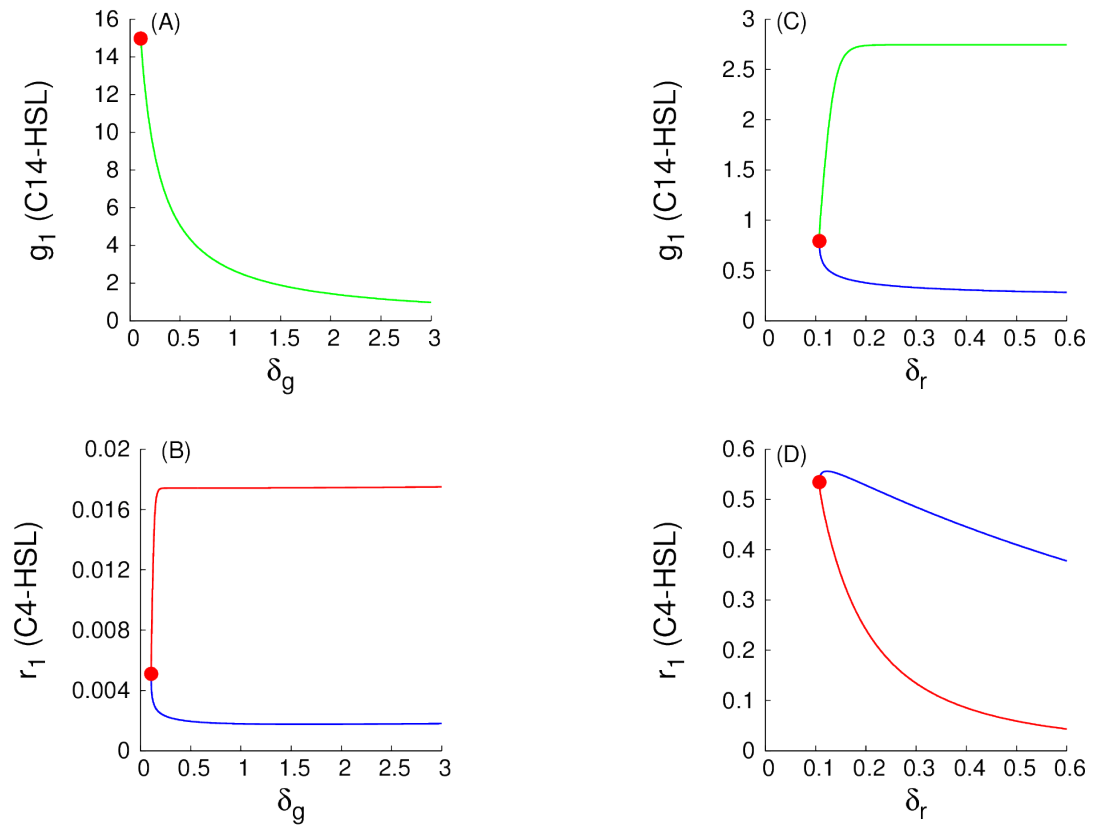 (A)
g1 (C14-HSL)
16
14
12
10
8
6
4
2
0
0 0.5 1 1.5 2 2.5 3
δg
(C)
g1 (C14-HSL)
3
2.5
2
1.5
1
0.5
0
0 0.1 0.2 0.3 0.4 0.5 0.6
δr
(B)
r1 (C4-HSL)
0.02
0.016
0.012
0.008
0.004
0
0 0.5 1 1.5 2 2.5 3
δg
(D)
r1 (C4-HSL)
0.6
0.5
0.4
0.3
0.2
0.1
0
0 0.1 0.2 0.3 0.4 0.5 0.6
δr